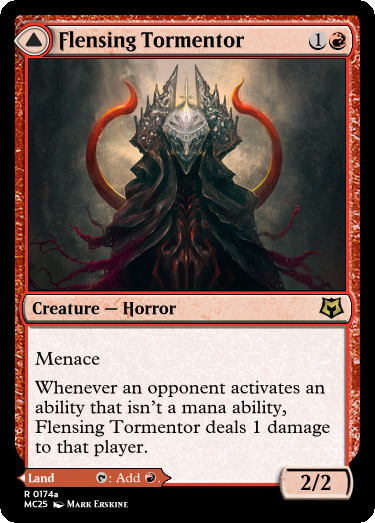 Flensing Tormentor 1
Creature — Horror
Menace
Whenever an opponent activates an
ability that isn't a mana ability,
Flensing Tormentor deals 1 damage
to that player.
Land : Add .
2/2
R 0174a
MC25 Mark Erskine